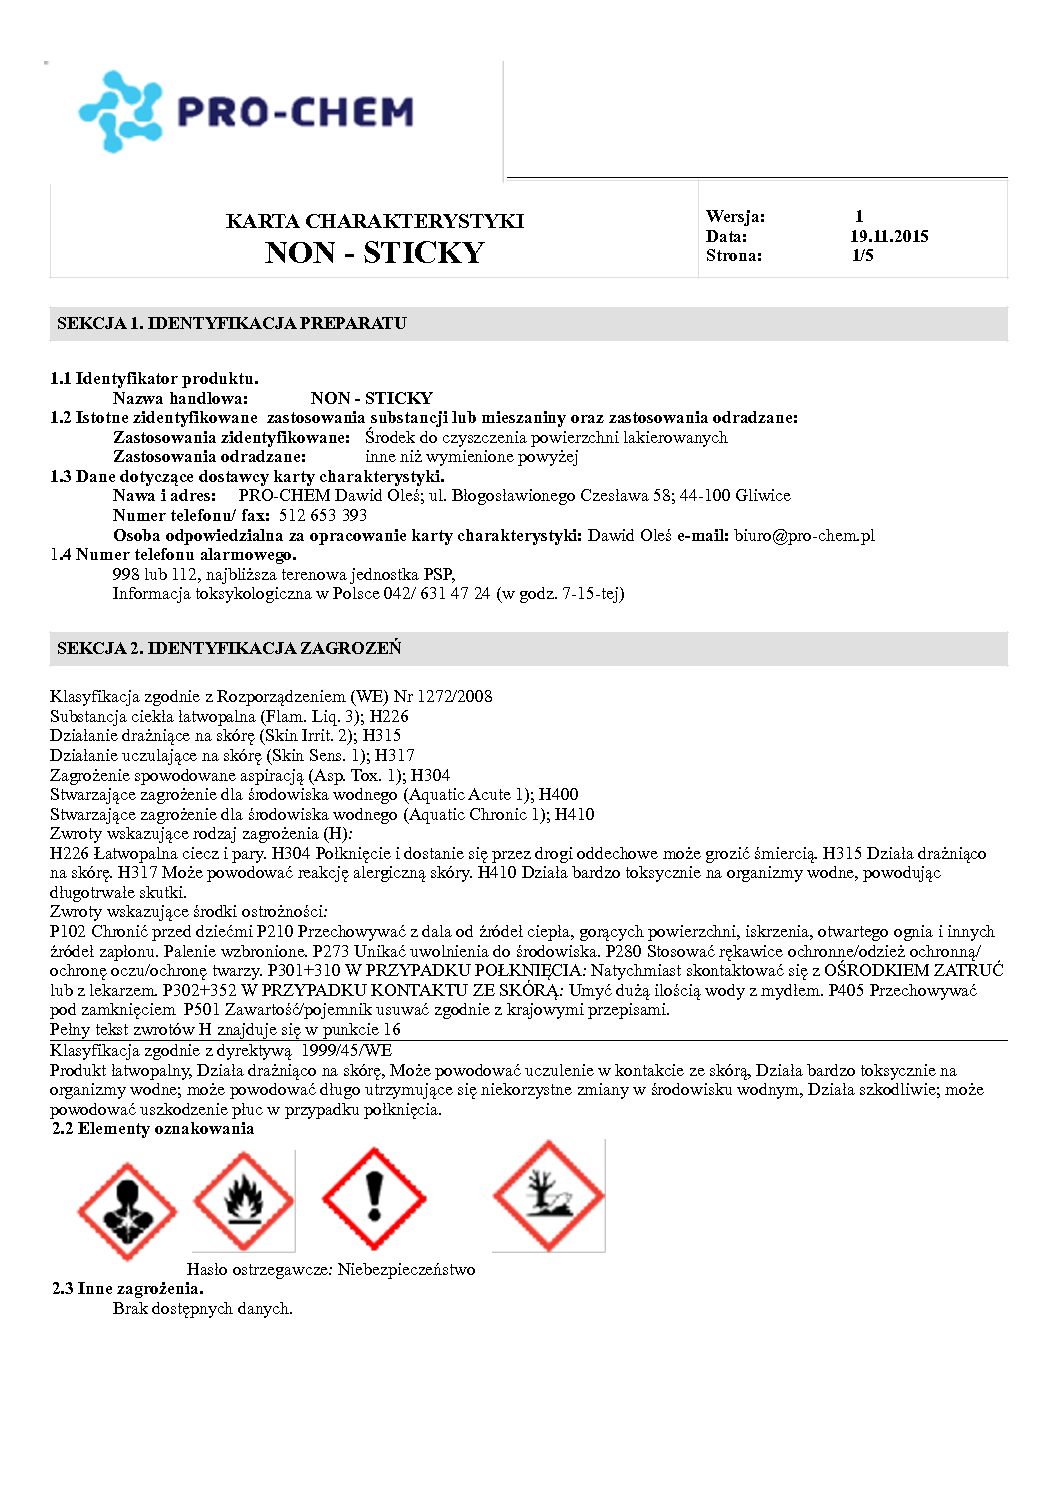 PRO-CHEM
KARTA CHARAKTERYSTYKI
NON - STICKY
Wersja: 1
Data: 19.11.2015
Strona: 1/5
SEKCJA 1. IDENTYFIKACJA PREPARATU
1.1 Identyfikator produktu.
Nazwa handlowa: NON - STICKY
1.2 Istotne zidentyfikowane zastosowania substancji lub mieszaniny oraz zastosowania odradzane:
Zastosowania zidentyfikowane: Środek do czyszczenia powierzchni lakierowanych
Zastosowania odradzane: inne niż wymienione powyżej
1.3 Dane dotyczące dostawcy karty charakterystyki.
Nawa i adres: PRO-CHEM Dawid Oleś; ul. Błogosławionego Czesława 58; 44-100 Gliwice
Numer telefonu/ fax: 512 653 393
Osoba odpowiedzialna za opracowanie karty charakterystyki: Dawid Oleś e-mail: biuro@pro-chem.pl
1.4 Numer telefonu alarmowego.
998 lub 112, najbliższa terenowa jednostka PSP,
Informacja toksykologiczna w Polsce 042/ 631 47 24 (w godz. 7-15-tej)
SEKCJA 2. IDENTYFIKACJA ZAGROZEŃ
Klasyfikacja zgodnie z Rozporządzeniem (WE) Nr 1272/2008
Substancja ciekła łatwopalna (Flam. Liq. 3); H226
Działanie drażniące na skórę (Skin Irrit. 2); H315
Działanie uczulające na skórę (Skin Sens. 1); H317
Zagrożenie spowodowane aspiracją (Asp. Tox. 1); H304
Stwarzające zagrożenie dla środowiska wodnego (Aquatic Acute 1); H400
Stwarzające zagrożenie dla środowiska wodnego (Aquatic Chronic 1); H410
Zwroty wskazujące rodzaj zagrożenia (H):
H226 Łatwopalna ciecz i pary. H304 Połknięcie i dostanie się przez drogi oddechowe może grozić śmiercią. H315 Działa drażniąco
na skórę. H317 Może powodować reakcję alergiczną skóry. H410 Działa bardzo toksycznie na organizmy wodne, powodując
długotrwałe skutki.
Zwroty wskazujące środki ostrożności:
P102 Chronić przed dziećmi P210 Przechowywać z dala od źródeł ciepła, gorących powierzchni, iskrzenia, otwartego ognia i innych
źródeł zapłonu. Palenie wzbronione. P273 Unikać uwolnienia do środowiska. P280 Stosować rękawice ochronne/odzież ochronną/
ochronę oczu/ochronę twarzy. P301+310 W PRZYPADKU POŁKNIĘCIA: Natychmiast skontaktować się z OŚRODKIEM ZATRUĆ
lub z lekarzem. P302+352 W PRZYPADKU KONTAKTU ZE SKÓRĄ: Umyć dużą ilością wody z mydłem. P405 Przechowywać
pod zamknięciem P501 Zawartość/pojemnik usuwać zgodnie z krajowymi przepisami.
Pełny tekst zwrotów H znajduje się w punkcie 16
Klasyfikacja zgodnie z dyrektywą 1999/45/WE
Produkt łatwopalny, Działa drażniąco na skórę, Może powodować uczulenie w kontakcie ze skórą, Działa bardzo toksycznie na
organizmy wodne; może powodować długo utrzymujące się niekorzystne zmiany w środowisku wodnym, Działa szkodliwie; może
powodować uszkodzenie płuc w przypadku połknięcia.
2.2 Elementy oznakowania
Hasło ostrzegawcze: Niebezpieczeństwo
2.3 Inne zagrożenia.
Brak dostępnych danych.